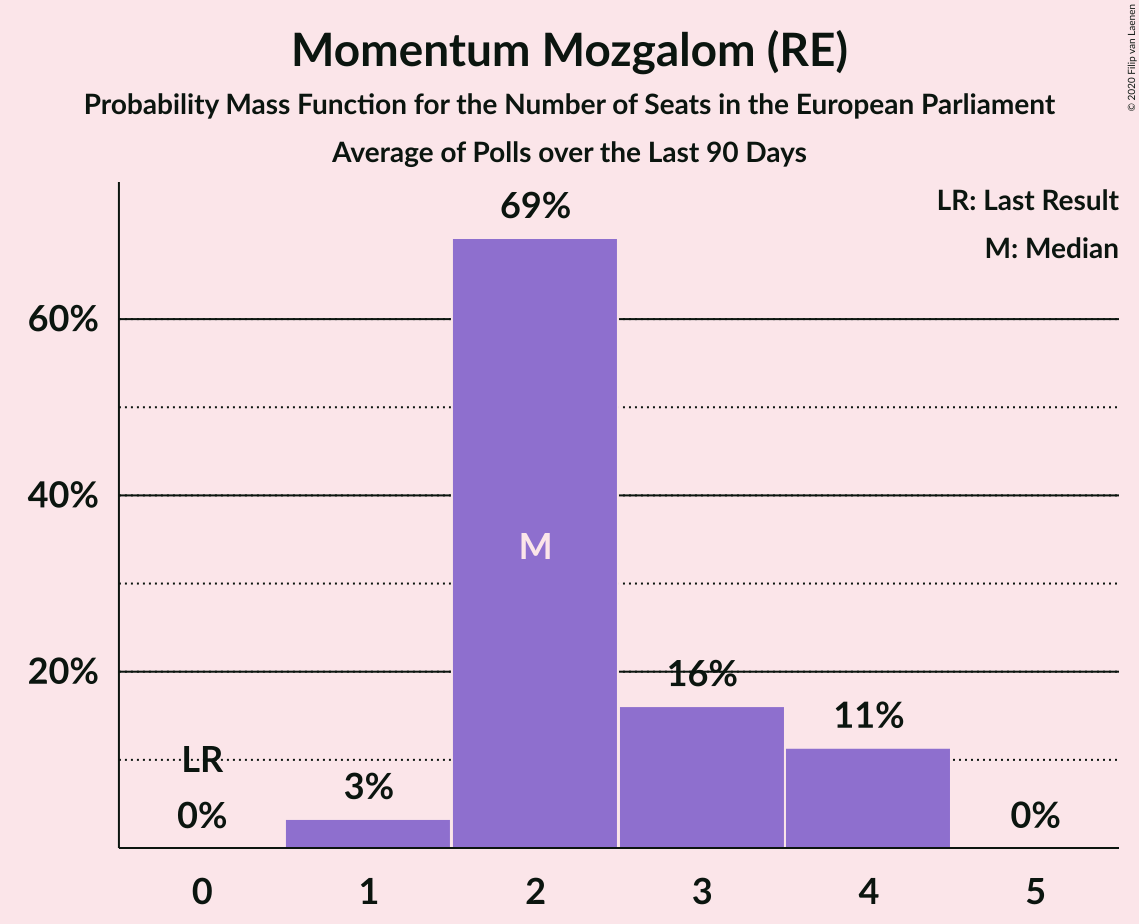 Momentum Mozgalom (RE)
Probability Mass Function for the Number of Seats in the European Parliament
Average of Polls over the Last 90 Days
© 2020 Filip van Laenen
LR: Last Result
M: Median
69%
60%
40%
M
20%
16%
11%
LR
3%
0%
0%
0 1 2 3 4 5